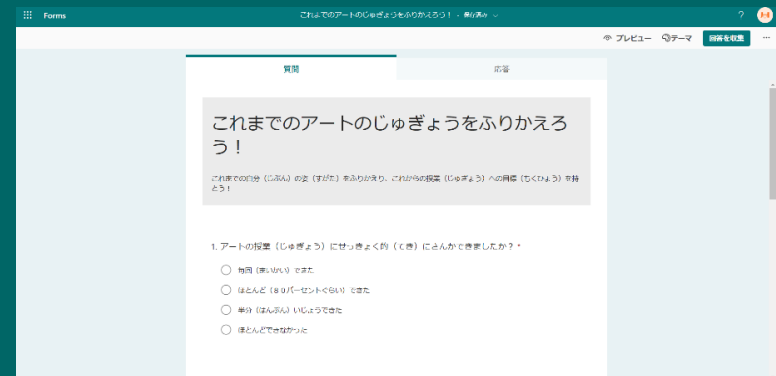 Forms
これまでのアートのじゅぎょうをふりかえろう！ - 保存済み
?
プレビュー テーマ 回答を収集 …
質問 応答
これまでのアートのじゅぎょうをふりかえろ
う！
これまでの自分（じぶん）の姿（すがた）をふりかえり、これからの授業（じゅぎょう）への目標（もくひょう）を持
とう！
1. アートの授業（じゅぎょう）にせっきょく的（てき）にさんかできましたか？ *
毎回（まいかい）できた
ほとんど（８０パーセントぐらい）できた
半分（はんぶん）いじょうできた
ほとんどできなかった